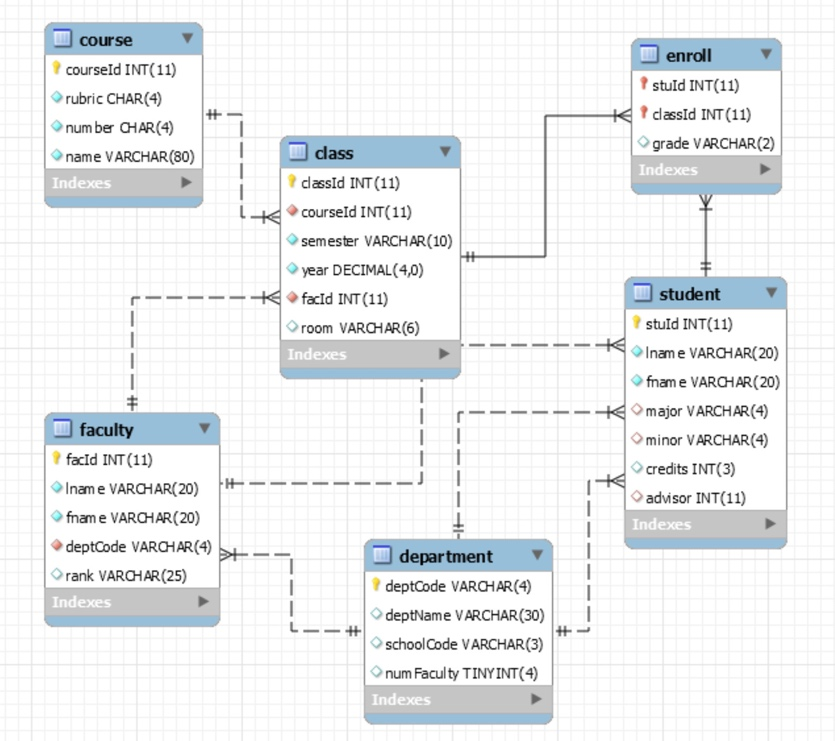 course
courseId INT(11)
rubric CHAR(4)
number CHAR(4)
name VARCHAR(80)
Indexes
class
classId INT(11)
courseId INT(11)
semester VARCHAR(10)
year DECIMAL(4,0)
facId INT(11)
room VARCHAR(6)
Indexes
enroll
stuId INT(11)
classId INT(11)
grade VARCHAR(2)
Indexes
student
stuId INT(11)
lname VARCHAR(20)
fname VARCHAR(20)
major VARCHAR(4)
minor VARCHAR(4)
credits INT(3)
advisor INT(11)
Indexes
faculty
facId INT(11)
lname VARCHAR(20)
fname VARCHAR(20)
deptCode VARCHAR(4)
rank VARCHAR(25)
Indexes
department
deptCode VARCHAR(4)
deptName VARCHAR(30)
schoolCode VARCHAR(3)
numFaculty TINYINT(4)
Indexes